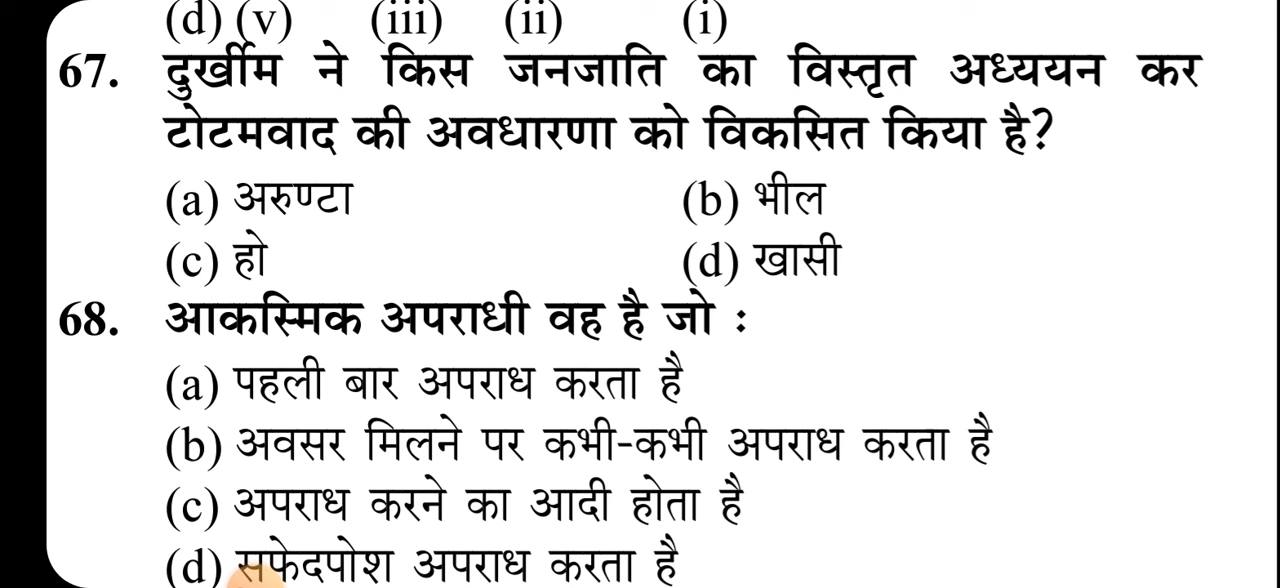 (d) (v) (iii) (ii) (i)
67. दुर्खीम ने किस जनजाति का विस्तृत अध्ययन कर
टोटमवाद की अवधारणा को विकसित किया है?
(a) अरुण्टा (b) भील
(c) हो (d) खासी
68. आकस्मिक अपराधी वह है जो :
(a) पहली बार अपराध करता है
(b) अवसर मिलने पर कभी-कभी अपराध करता है
(c) अपराध करने का आदी होता है
(d) सफेदपोश अपराध करता है